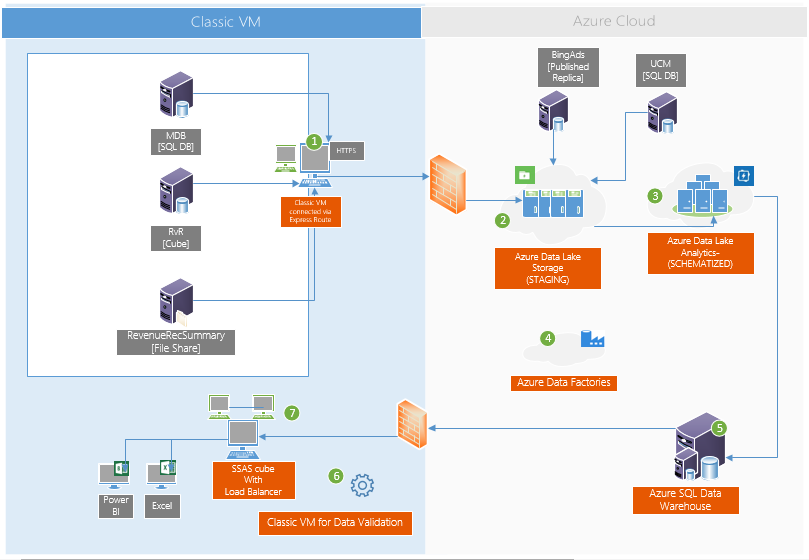 Classic VM
Azure Cloud
BingAds
[Published
Replica]
UCM
[SQL DB]
MDB
[SQL DB]
1
HTTPS
RvR
[Cube]
Classic VM
connected via
Express Route
2
3
Azure Data Lake
Storage
(STAGING)
Azure Data Lake
Analytics-
(SCHEMATIZED)
RevenueRecSummary
[File Share]
4
Azure Data Factories
7
5
SSAS cube
With
Load Balancer
6
Power
BI
Excel
Azure SQL Data
Warehouse
Classic VM for Data Validation